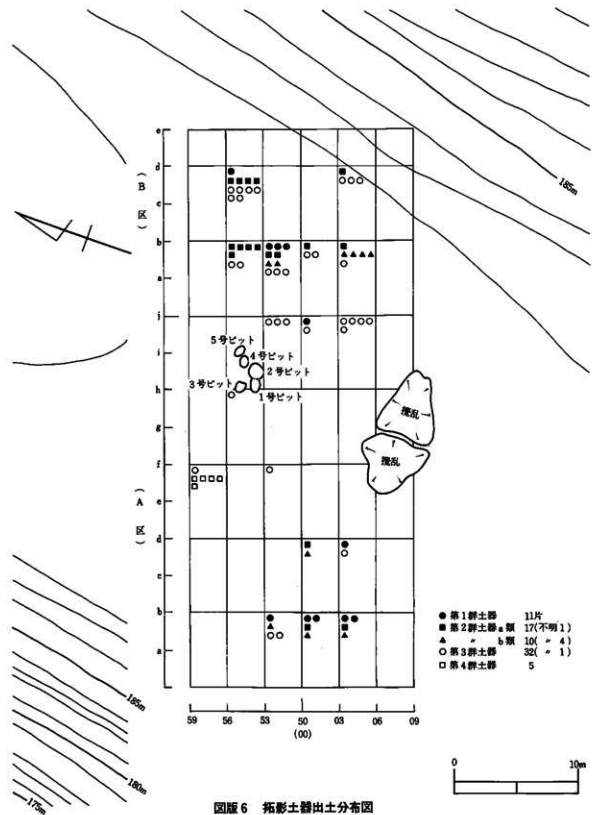 185m
e
d
(B区)
c
b
a
j
5号ピット
i
4号ピット
2号ピット
3号ピット
h
1号ピット
攪乱
g
攪乱
f
(A区)
e
d
c
b
a
● 第1群土器 11片
■ 第2群土器a類 17(不明1)
▲ 〃 b類 10(〃 4)
○ 第3群土器 32(〃 1)
□ 第4群土器 5
185m
180m
175m
59 56 53 50 03 06 09
(00)
0 10m
図版6 拓影土器出土分布図